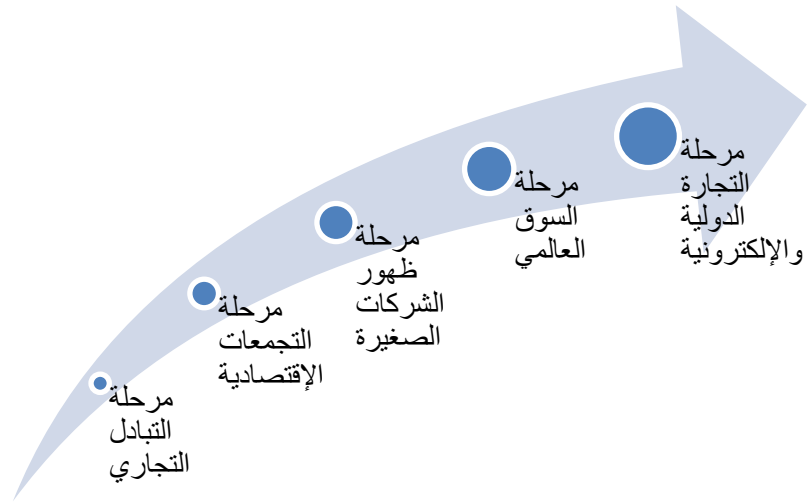 مرحلة
التبادل
التجاري
مرحلة
التجمعات
الإقتصادية
مرحلة
ظهور
الشركات
الصغيرة
مرحلة
السوق
العالمي
مرحلة
التجارة
الدولية
والإلكترونية